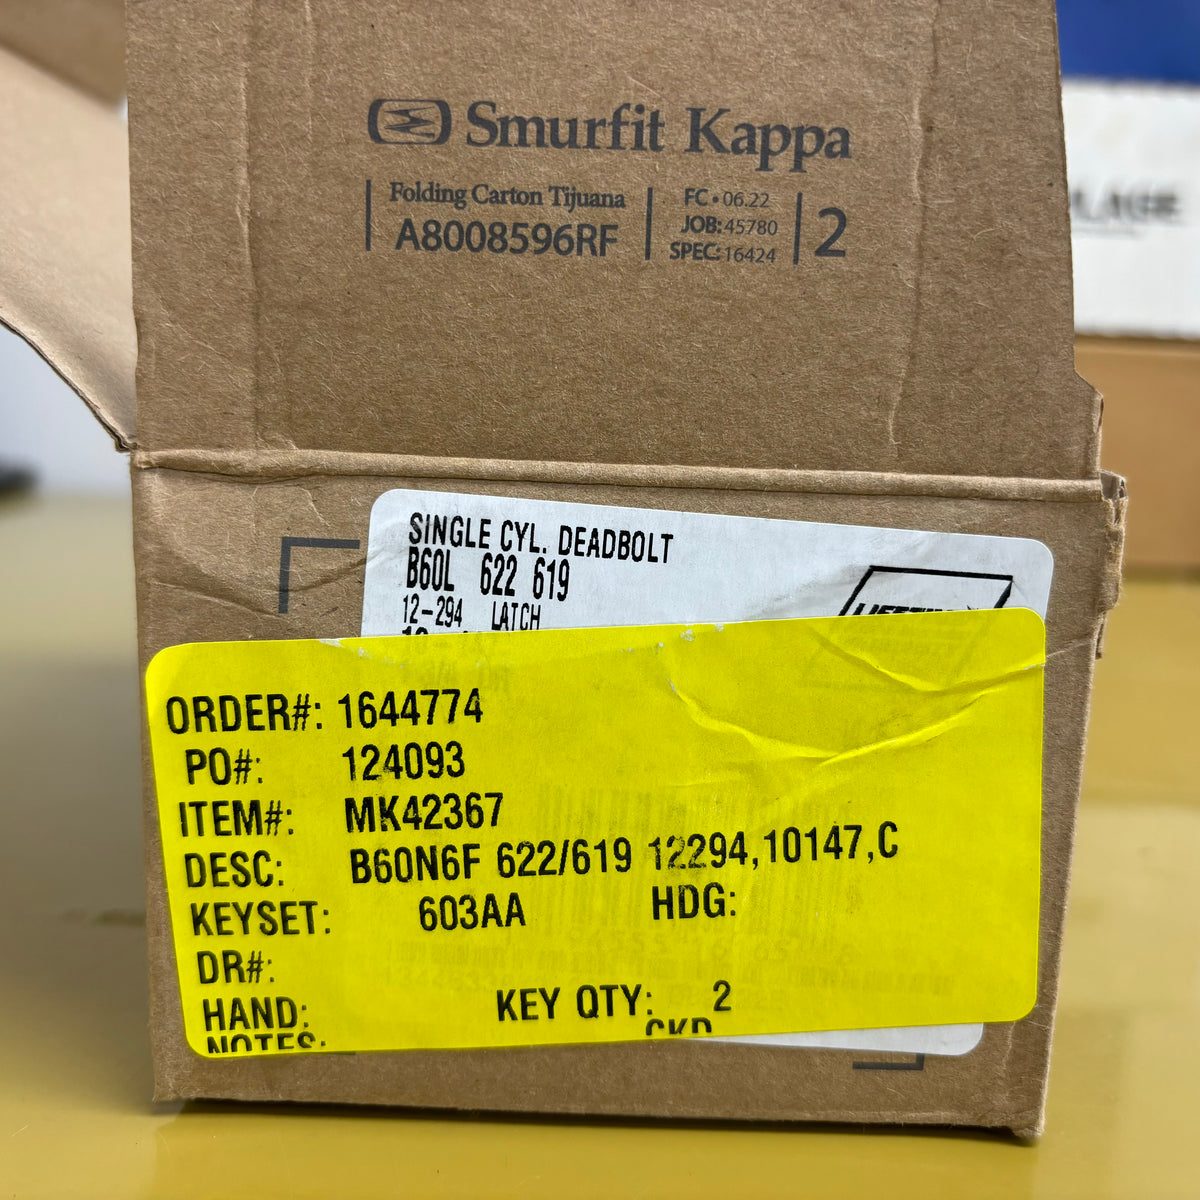 Smurfit Kappa
Folding Carton Tijuana
A8008596RF
FC • 06.22
JOB: 45780
SPEC: 16424
2
SINGLE CYL. DEADBOLT
B60L 622 619
12-294 LATCH
ORDER#: 1644774
PO#: 124093
ITEM#: MK42367
DESC: B60N6F 622/619 12294,10147,C
KEYSET: 603AA HDG:
DR#:
HAND: KEY QTY: 2
NOTES: CKD